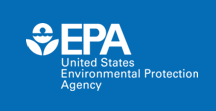 EPA
United States
Environmental Protection
Agency